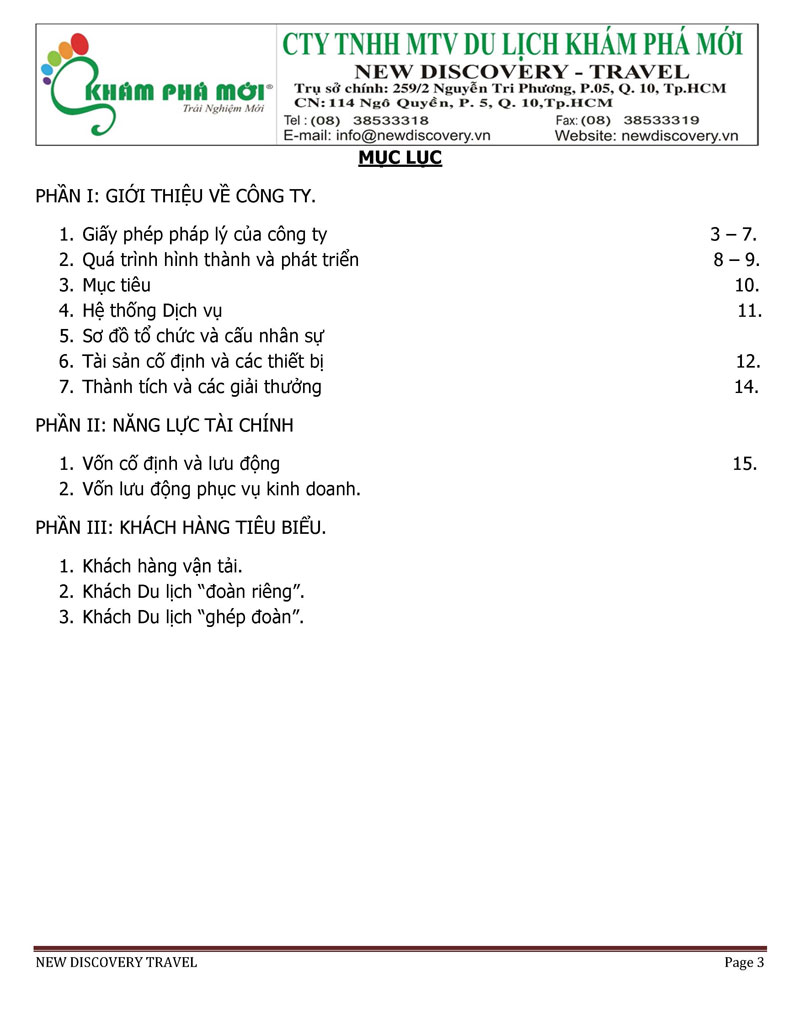 KHÁM PHÁ MỚI®
Trải Nghiệm Mới
CTY TNHH MTV DU LỊCH KHÁM PHÁ MỚI
NEW DISCOVERY - TRAVEL
Trụ sở chính: 259/2 Nguyễn Tri Phương, P.05, Q. 10, Tp.HCM
CN: 114 Ngô Quyền, P. 5, Q. 10,Tp.HCM
Tel : (08) 38533318 Fax: (08) 38533319
E-mail: info@newdiscovery.vn Website: newdiscovery.vn
MỤC LỤC
PHẦN I: GIỚI THIỆU VỀ CÔNG TY.
1. Giấy phép pháp lý của công ty 3 – 7.
2. Quá trình hình thành và phát triển 8 – 9.
3. Mục tiêu 10.
4. Hệ thống Dịch vụ 11.
5. Sơ đồ tổ chức và cấu nhân sự
6. Tài sản cố định và các thiết bị 12.
7. Thành tích và các giải thưởng 14.
PHẦN II: NĂNG LỰC TÀI CHÍNH
1. Vốn cố định và lưu động 15.
2. Vốn lưu động phục vụ kinh doanh.
PHẦN III: KHÁCH HÀNG TIÊU BIỂU.
1. Khách hàng vận tải.
2. Khách Du lịch “đoàn riêng”.
3. Khách Du lịch “ghép đoàn”.
NEW DISCOVERY TRAVEL Page 3